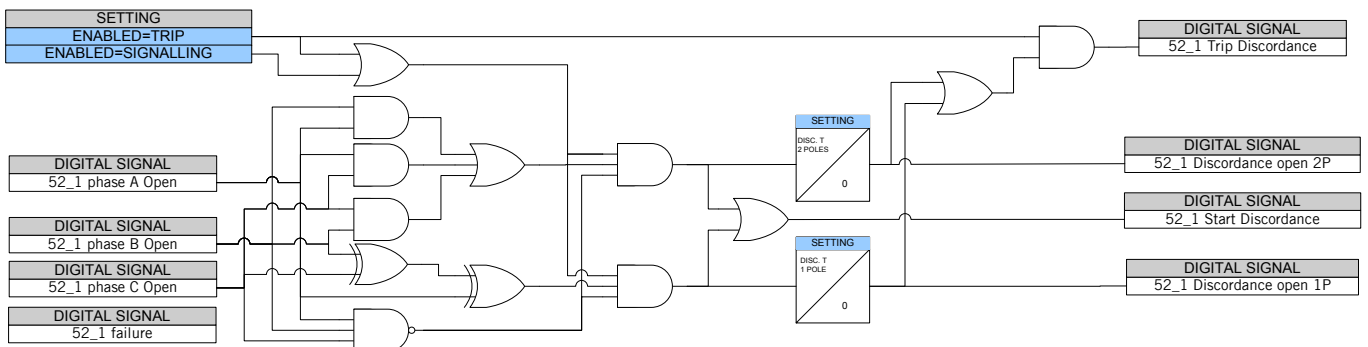 SETTING
ENABLED=TRIP
ENABLED=SIGNALLING
DIGITAL SIGNAL
52_1 phase A Open
DIGITAL SIGNAL
52_1 phase B Open
DIGITAL SIGNAL
52_1 phase C Open
DIGITAL SIGNAL
52_1 failure
SETTING
DISC. T
2 POLES
0
SETTING
DISC. T
1 POLE
0
DIGITAL SIGNAL
52_1 Trip Discordance
DIGITAL SIGNAL
52_1 Discordance open 2P
DIGITAL SIGNAL
52_1 Start Discordance
DIGITAL SIGNAL
52_1 Discordance open 1P